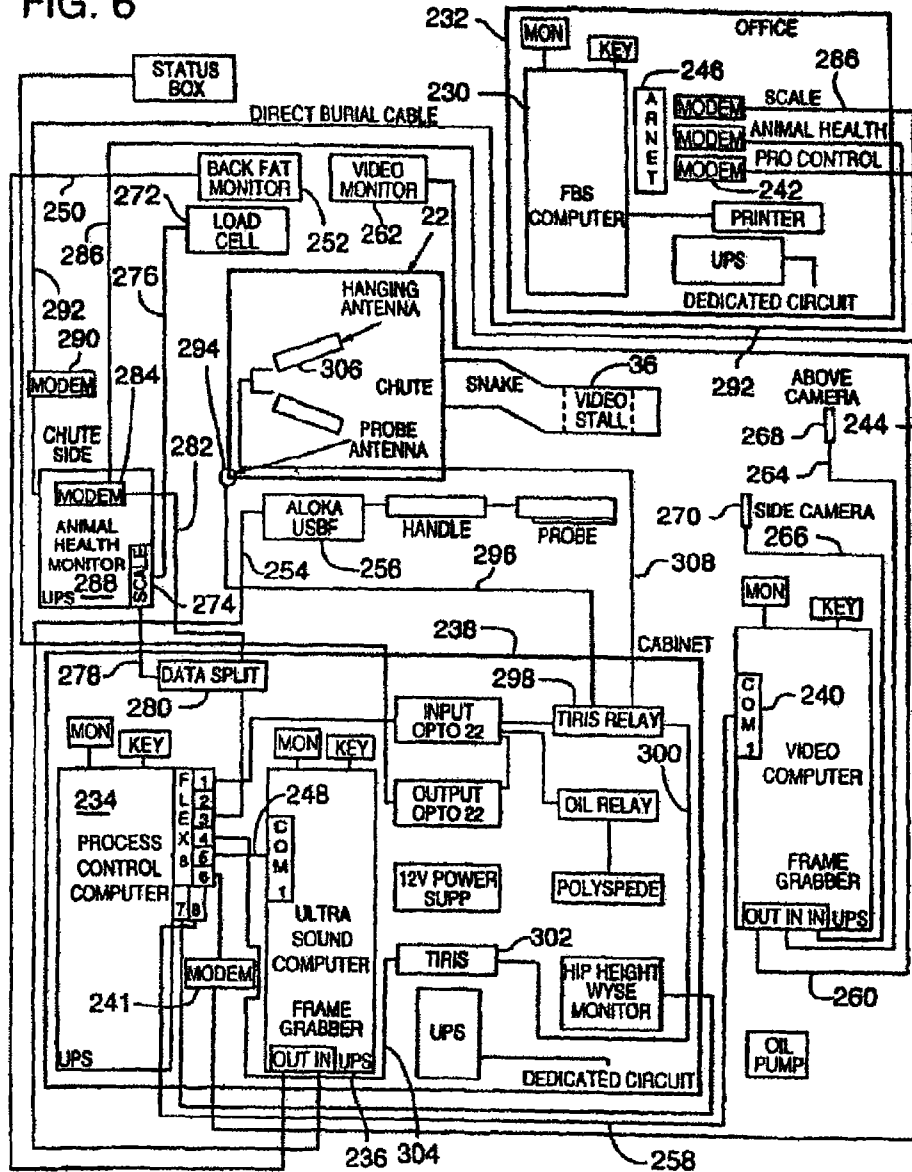 FIG. 6
232
OFFICE
MON
KEY
246
286
230
ARNET
MODEM
SCALE
MODEM
ANIMAL HEALTH
MODEM
PRO CONTROL
242
FBS
COMPUTER
PRINTER
UPS
DEDICATED CIRCUIT
STATUS
BOX
DIRECT BURIAL CABLE
250
272
BACK FAT
MONITOR
252
VIDEO
MONITOR
262
22
286
LOAD
CELL
276
292
290
MODEM
294
284
HANGING
ANTENNA
306
CHUTE
SNAKE
36
VIDEO
STALL
PROBE
ANTENNA
292
ABOVE
CAMERA
268
244
264
270
SIDE CAMERA
266
CHUTE
SIDE
282
MODEM
ANIMAL
HEALTH
MONITOR
UPS 288
SCALE
274
ALOKA
USBF
HANDLE
PROBE
254
256
296
308
238
CABINET
278
DATA SPLIT
280
298
INPUT
OPTO 22
TIRIS RELAY
300
OUTPUT
OPTO 22
OIL RELAY
12V POWER
SUPP
POLYSPEDE
MON
KEY
234
PROCESS
CONTROL
COMPUTER
FLEX 8
1
2
3
4
5
6
7 8
248
MON
KEY
COM 1
ULTRA
SOUND
COMPUTER
FRAME
GRABBER
OUT IN UPS
MODEM
241
UPS
TIRIS
302
HIP HEIGHT
WYSE
MONITOR
UPS
DEDICATED CIRCUIT
MON
KEY
COM 1
240
VIDEO
COMPUTER
FRAME
GRABBER
OUT IN IN UPS
260
OIL
PUMP
236
304
258